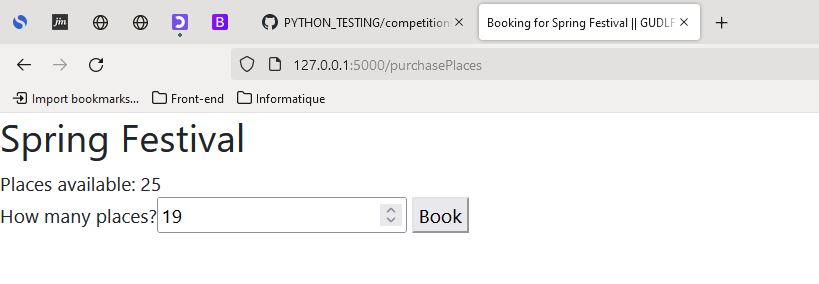 jin
PYTHON_TESTING/competition
Booking for Spring Festival || GUDLF
127.0.0.1:5000/purchasePlaces
Import bookmarks...
Front-end
Informatique
Spring Festival
Places available: 25
How many places? 19 Book